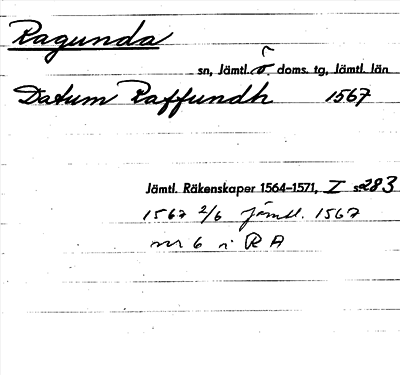 Ragunda
sn, Jämtl. ö. doms. tg, Jämtl. län
Datum Raffundh 1567
Jämtl. Räkenskaper 1564–1571, I s. 283
1567 2/6 Jämtl. 1567
nr 6 i RA